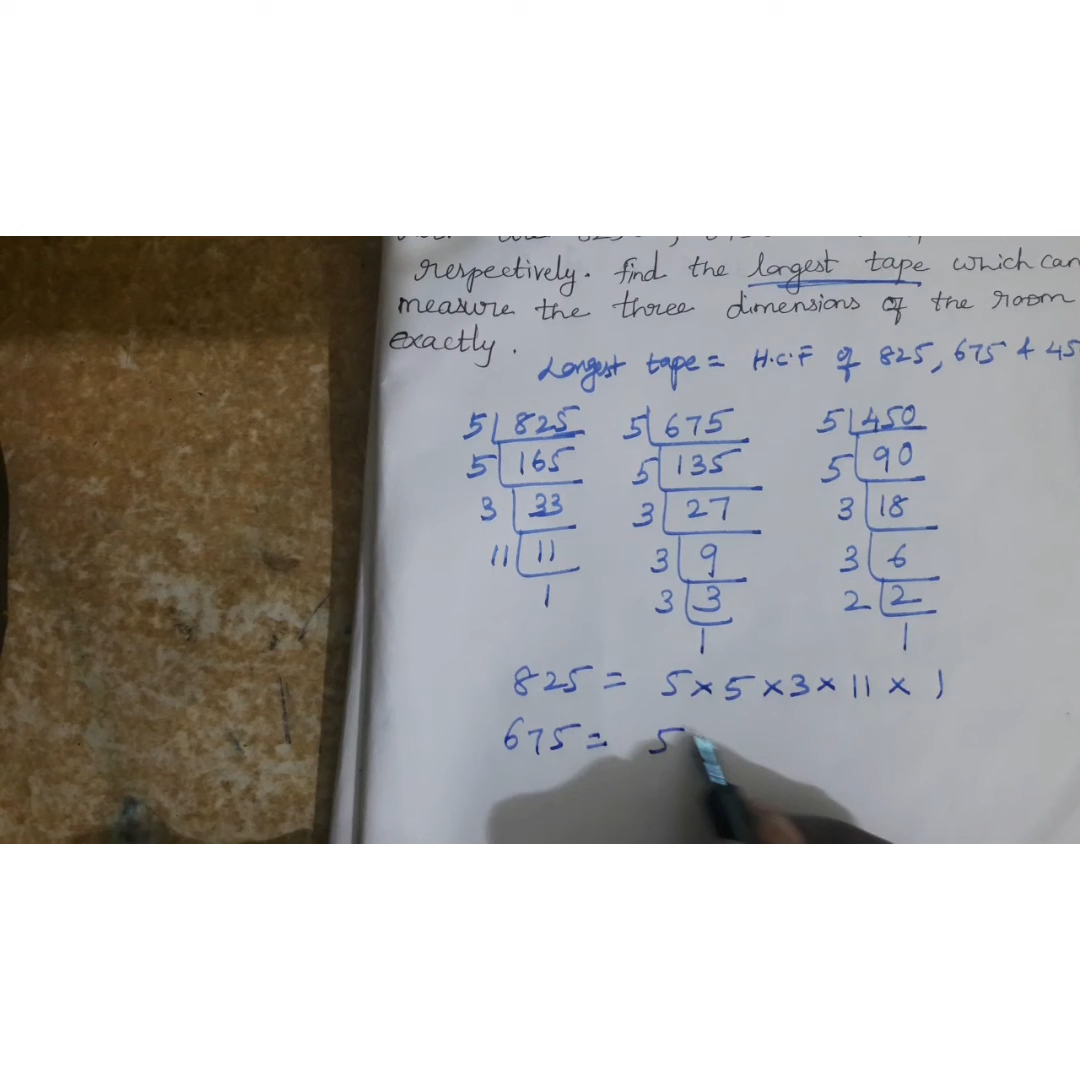 respectively. find the longest tape which can
measure the three dimensions of the room
exactly.
Longest tape = H.C.F of 825, 675 & 45
5 825 5 675 5 450
5 165 5 135 5 90
3 33 3 27 3 18
11 11 3 9 3 6
1 3 3 2 2
1 1
825 = 5 × 5 × 3 × 11 × 1
675 = 5